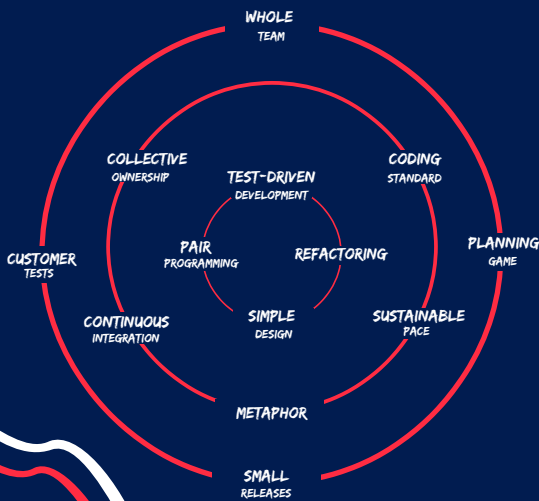 WHOLE
TEAM
COLLECTIVE
OWNERSHIP
CODING
STANDARD
TEST-DRIVEN
DEVELOPMENT
PAIR
PROGRAMMING
REFACTORING
PLANNING
GAME
CUSTOMER
TESTS
SIMPLE
DESIGN
CONTINUOUS
INTEGRATION
SUSTAINABLE
PACE
METAPHOR
SMALL
RELEASES